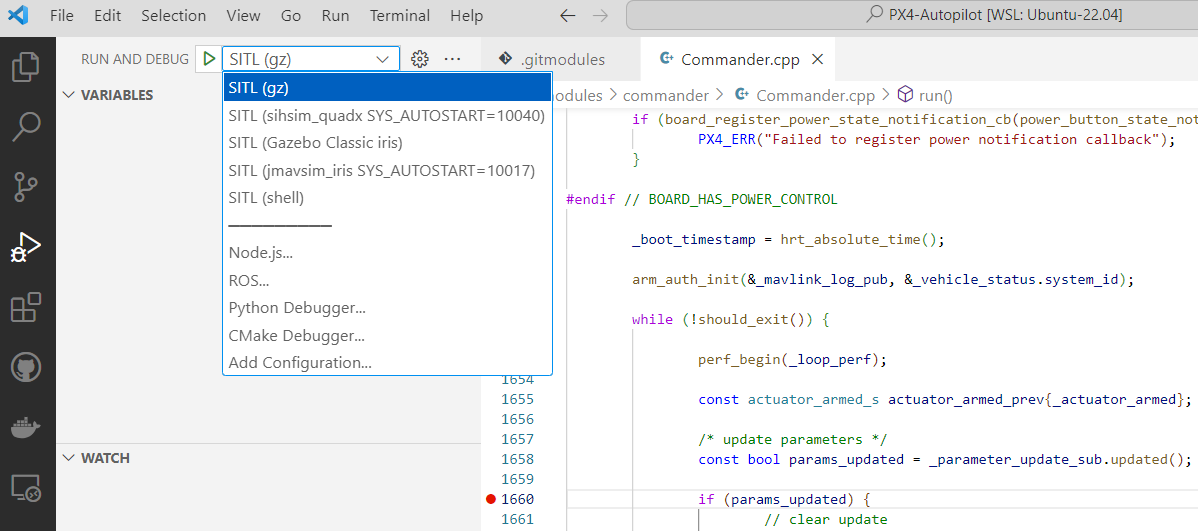 File Edit Selection View Go Run Terminal Help
PX4-Autopilot [WSL: Ubuntu-22.04]
RUN AND DEBUG
SITL (gz)
.gitmodules
Commander.cpp
SITL (gz)
SITL (sihsim_quadx SYS_AUTOSTART=10040)
SITL (Gazebo Classic iris)
SITL (jmavsim_iris SYS_AUTOSTART=10017)
SITL (shell)
Node.js...
ROS...
Python Debugger...
CMake Debugger...
Add Configuration...
VARIABLES
WATCH
odules > commander > Commander.cpp > run()
if (board_register_power_state_notification_cb(power_button_state_not
PX4_ERR("Failed to register power notification callback");
}
#endif // BOARD_HAS_POWER_CONTROL
_boot_timestamp = hrt_absolute_time();
arm_auth_init(&_mavlink_log_pub, &_vehicle_status.system_id);
while (!should_exit()) {
perf_begin(_loop_perf);
1654
1655 const actuator_armed_s actuator_armed_prev{_actuator_armed};
1656
1657 /* update parameters */
1658 const bool params_updated = _parameter_update_sub.updated();
1659
1660 if (params_updated) {
1661 // clear update